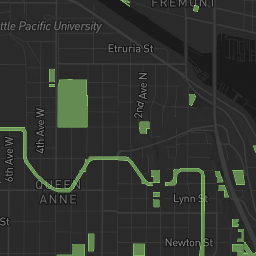 FREMONT
ttle Pacific University
Etruria St
2nd Ave N
4th Ave W
6th Ave W
QUEEN
ANNE
Lynn St
St
Newton St